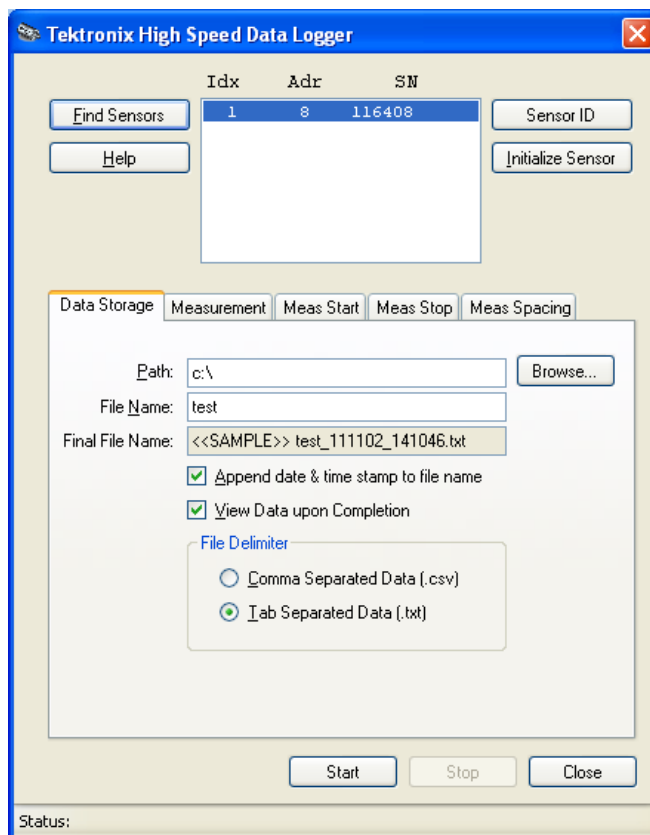 Tektronix High Speed Data Logger
Idx Adr SN
Find Sensors 1 8 116408 Sensor ID
Help Initialize Sensor
Data Storage Measurement Meas Start Meas Stop Meas Spacing
Path: c:\ Browse...
File Name: test
Final File Name: <<SAMPLE>> test_111102_141046.txt
Append date & time stamp to file name
View Data upon Completion
File Delimiter
Comma Separated Data (.csv)
Tab Separated Data (.txt)
Start Stop Close
Status: